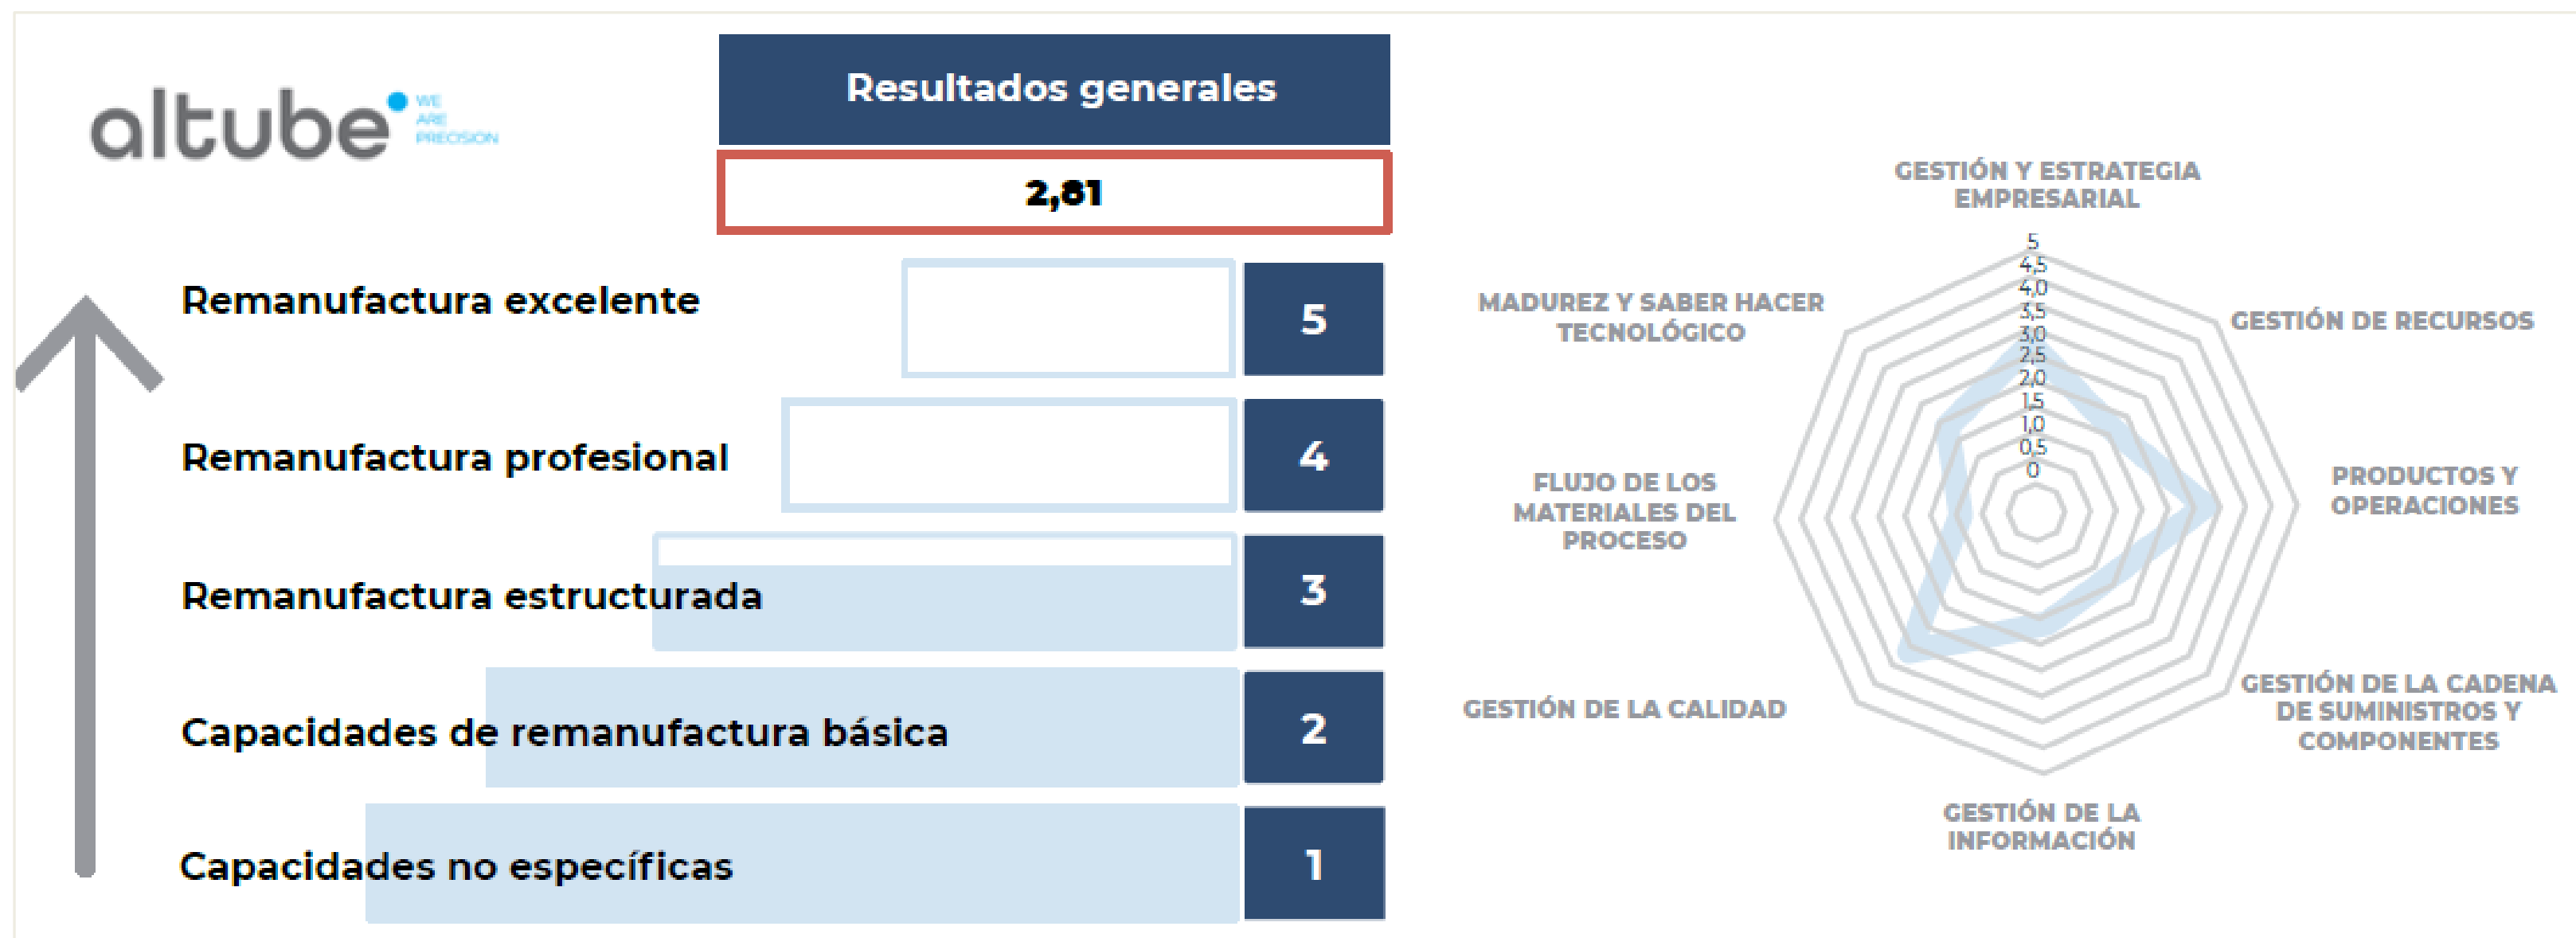 altube
WE
ARE
PRECISION
Resultados generales
2,81
Remanufactura excelente
5
Remanufactura profesional
4
Remanufactura estructurada
3
Capacidades de remanufactura básica
2
Capacidades no específicas
1
GESTIÓN Y ESTRATEGIA
EMPRESARIAL
5
4,5
4,0
3,5
3,0
2,5
2,0
1,5
1,0
0,5
0
MADUREZ Y SABER HACER
TECNOLÓGICO
GESTIÓN DE RECURSOS
FLUJO DE LOS
MATERIALES DEL
PROCESO
PRODUCTOS Y
OPERACIONES
GESTIÓN DE LA CALIDAD
GESTIÓN DE LA CADENA
DE SUMINISTROS Y
COMPONENTES
GESTIÓN DE LA
INFORMACIÓN